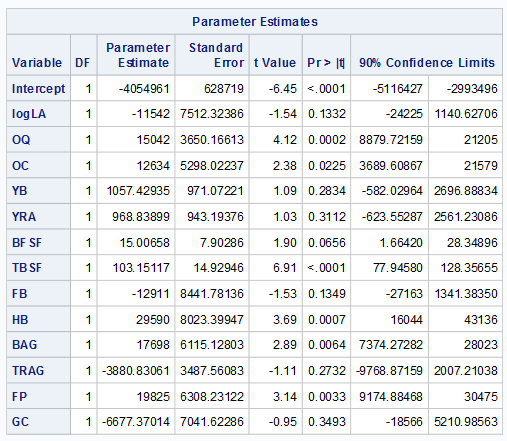 Parameter Estimates
Variable DF Parameter Estimate Standard Error t Value Pr > |t| 90% Confidence Limits
Intercept 1 -4054961 628719 -6.45 <.0001 -5116427 -2993496
logLA 1 -11542 7512.32386 -1.54 0.1332 -24225 1140.62706
OQ 1 15042 3650.16613 4.12 0.0002 8879.72159 21205
OC 1 12634 5298.02237 2.38 0.0225 3689.60867 21579
YB 1 1057.42935 971.07221 1.09 0.2834 -582.02964 2696.88834
YRA 1 968.83899 943.19376 1.03 0.3112 -623.55287 2561.23086
BFSF 1 15.00658 7.90286 1.90 0.0656 1.66420 28.34896
TBSF 1 103.15117 14.92946 6.91 <.0001 77.94580 128.35655
FB 1 -12911 8441.78136 -1.53 0.1349 -27163 1341.38350
HB 1 29590 8023.39947 3.69 0.0007 16044 43136
BAG 1 17698 6115.12803 2.89 0.0064 7374.27282 28023
TRAG 1 -3880.83061 3487.56083 -1.11 0.2732 -9768.87159 2007.21038
FP 1 19825 6308.23122 3.14 0.0033 9174.88468 30475
GC 1 -6677.37014 7041.62286 -0.95 0.3493 -18566 5210.98563